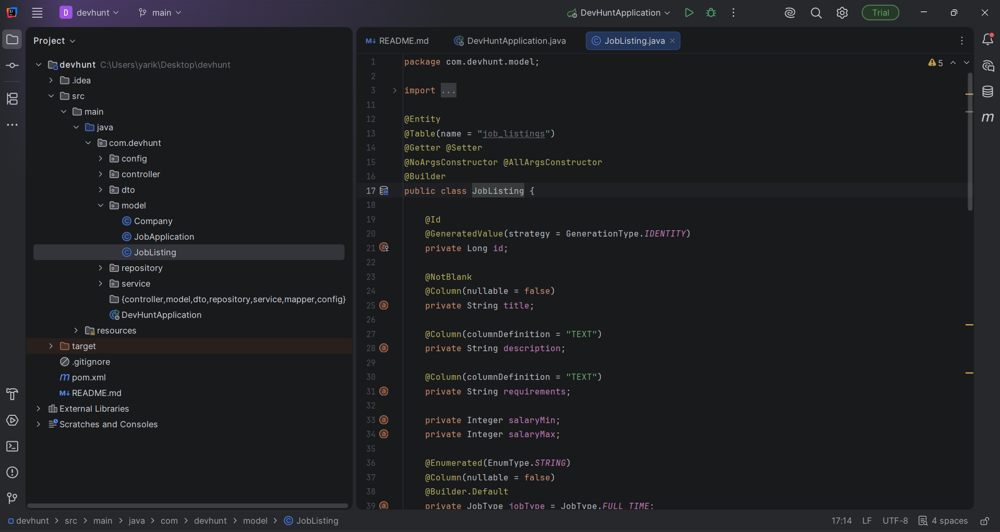 D devhunt main DevHuntApplication Trial
Project
README.md DevHuntApplication.java JobListing.java
devhunt C:\Users\yarik\Desktop\devhunt
.idea
src
main
java
com.devhunt
config
controller
dto
model
Company
JobApplication
JobListing
repository
service
{controller,model,dto,repository,service,mapper,config}
DevHuntApplication
resources
target
.gitignore
pom.xml
README.md
External Libraries
Scratches and Consoles
5
1 package com.devhunt.model;
2
3 import ...
11
12 @Entity
13 @Table(name = "job_listings")
14 @Getter @Setter
15 @NoArgsConstructor @AllArgsConstructor
16 @Builder
17 public class JobListing {
18
19 @Id
20 @GeneratedValue(strategy = GenerationType.IDENTITY)
21 private Long id;
22
23 @NotBlank
24 @Column(nullable = false)
25 private String title;
26
27 @Column(columnDefinition = "TEXT")
28 private String description;
29
30 @Column(columnDefinition = "TEXT")
31 private String requirements;
32
33 private Integer salaryMin;
34 private Integer salaryMax;
35
36 @Enumerated(EnumType.STRING)
37 @Column(nullable = false)
38 @Builder.Default
39 private JobType jobType = JobType.FULL_TIME;
devhunt > src > main > java > com > devhunt > model > JobListing
17:14 LF UTF-8 4 spaces